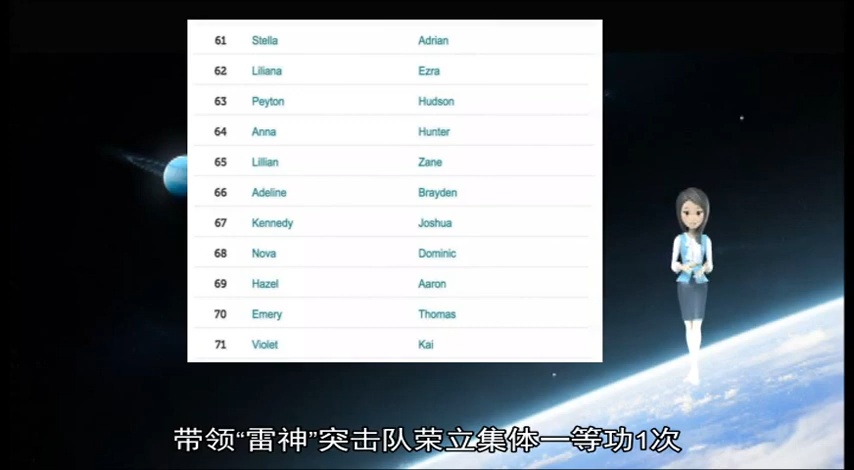 61 Stella Adrian
62 Liliana Ezra
63 Peyton Hudson
64 Anna Hunter
65 Lillian Zane
66 Adeline Brayden
67 Kennedy Joshua
68 Nova Dominic
69 Hazel Aaron
70 Emery Thomas
71 Violet Kai
带领“雷神”突击队荣立集体一等功1次